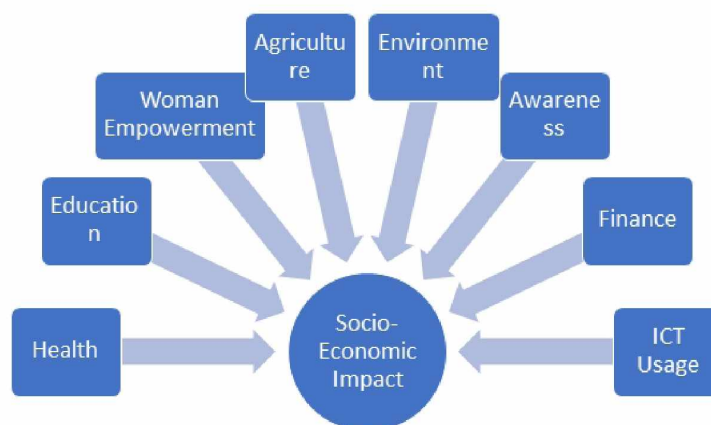 Agricultu
re
Environme
nt
Woman
Empowerment
Awarene
ss
Educatio
n
Finance
Health
Socio-
Economic
Impact
ICT
Usage